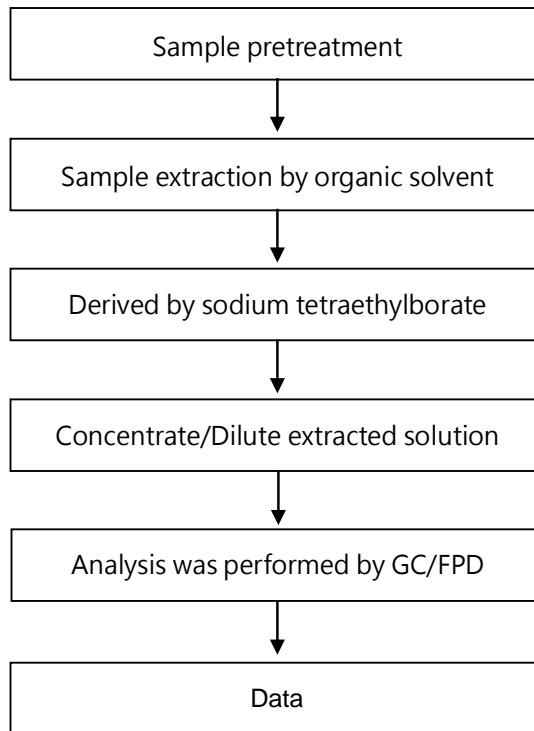 Sample pretreatment
Sample extraction by organic solvent
Derived by sodium tetraethylborate
Concentrate/Dilute extracted solution
Analysis was performed by GC/FPD
Data